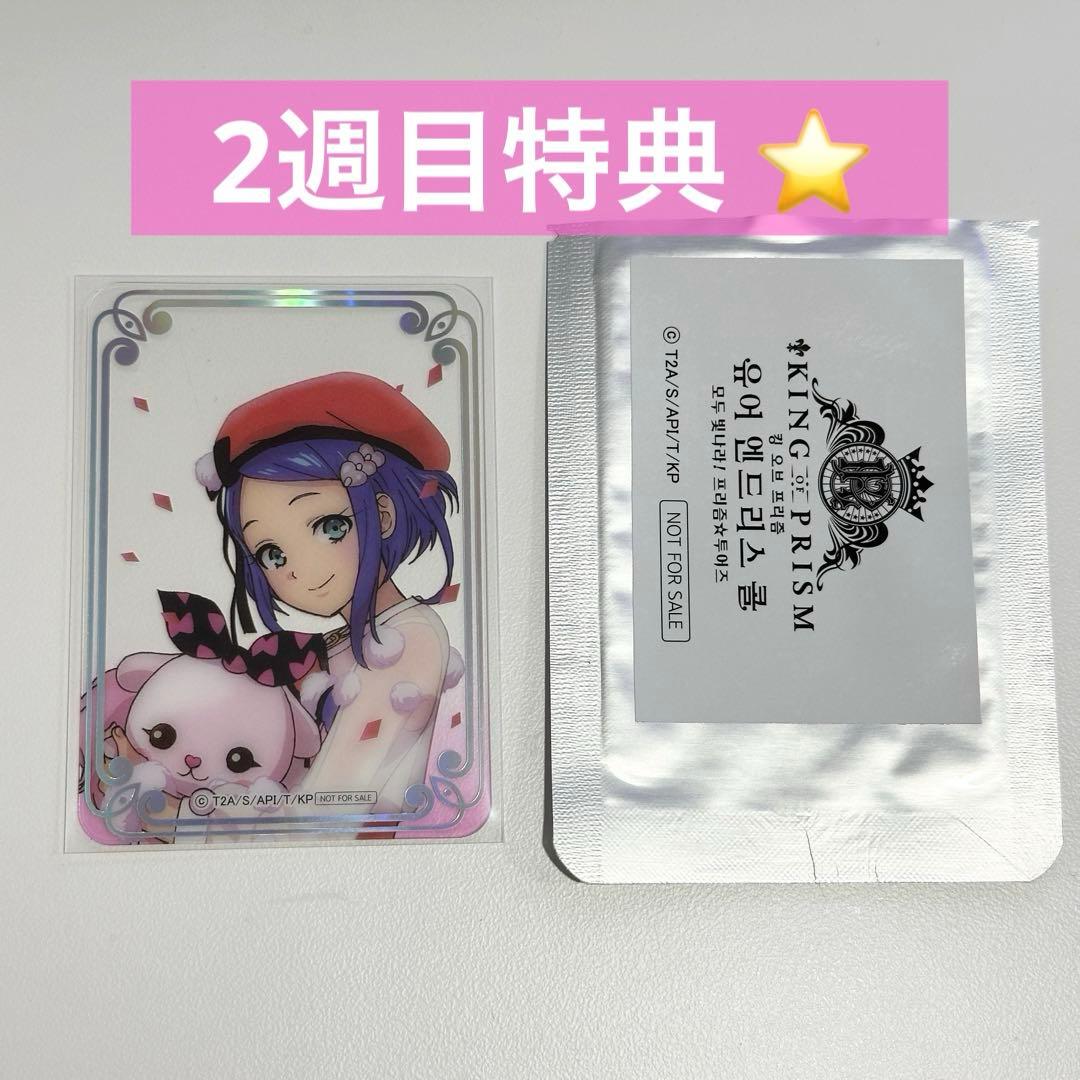 2週目特典 ⭐
© T2A/S/API/T/KP NOT FOR SALE
KING OF PRISM
킹 오브 프리즘
유어 엔드리스 콜
모두 빛나라! 프리즘☆투어즈
© T2A/S/API/T/KP NOT FOR SALE